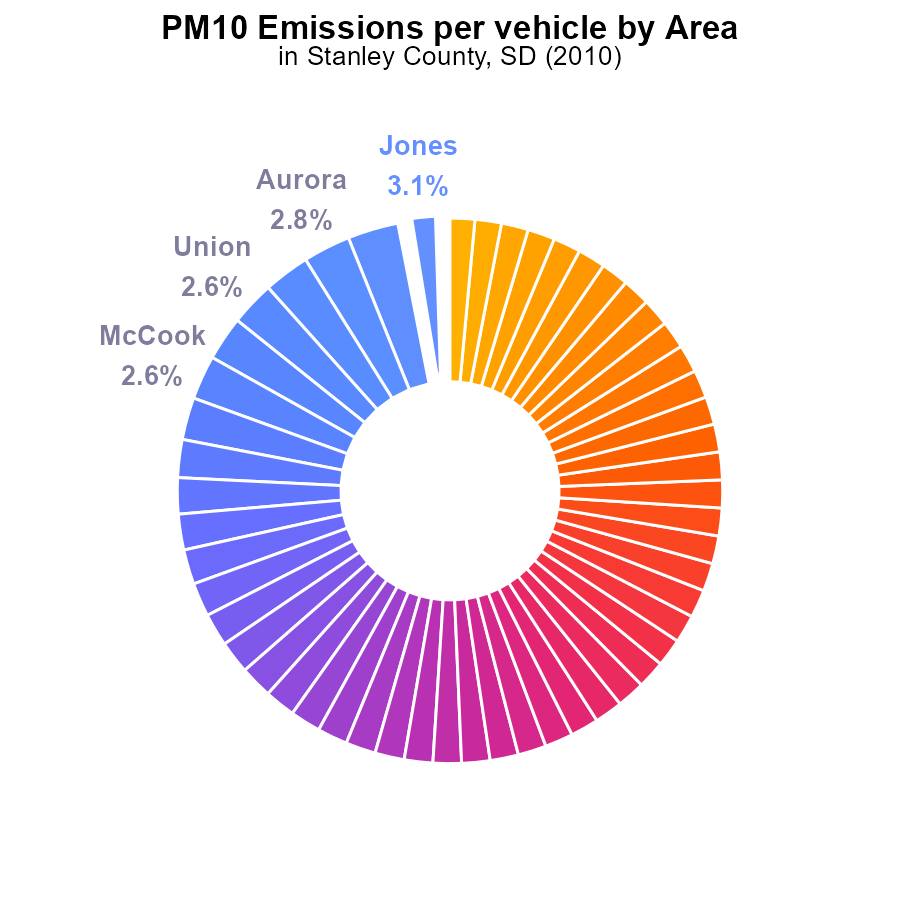 PM10 Emissions per vehicle by Area
in Stanley County, SD (2010)
Jones
3.1%
Aurora
2.8%
Union
2.6%
McCook
2.6%